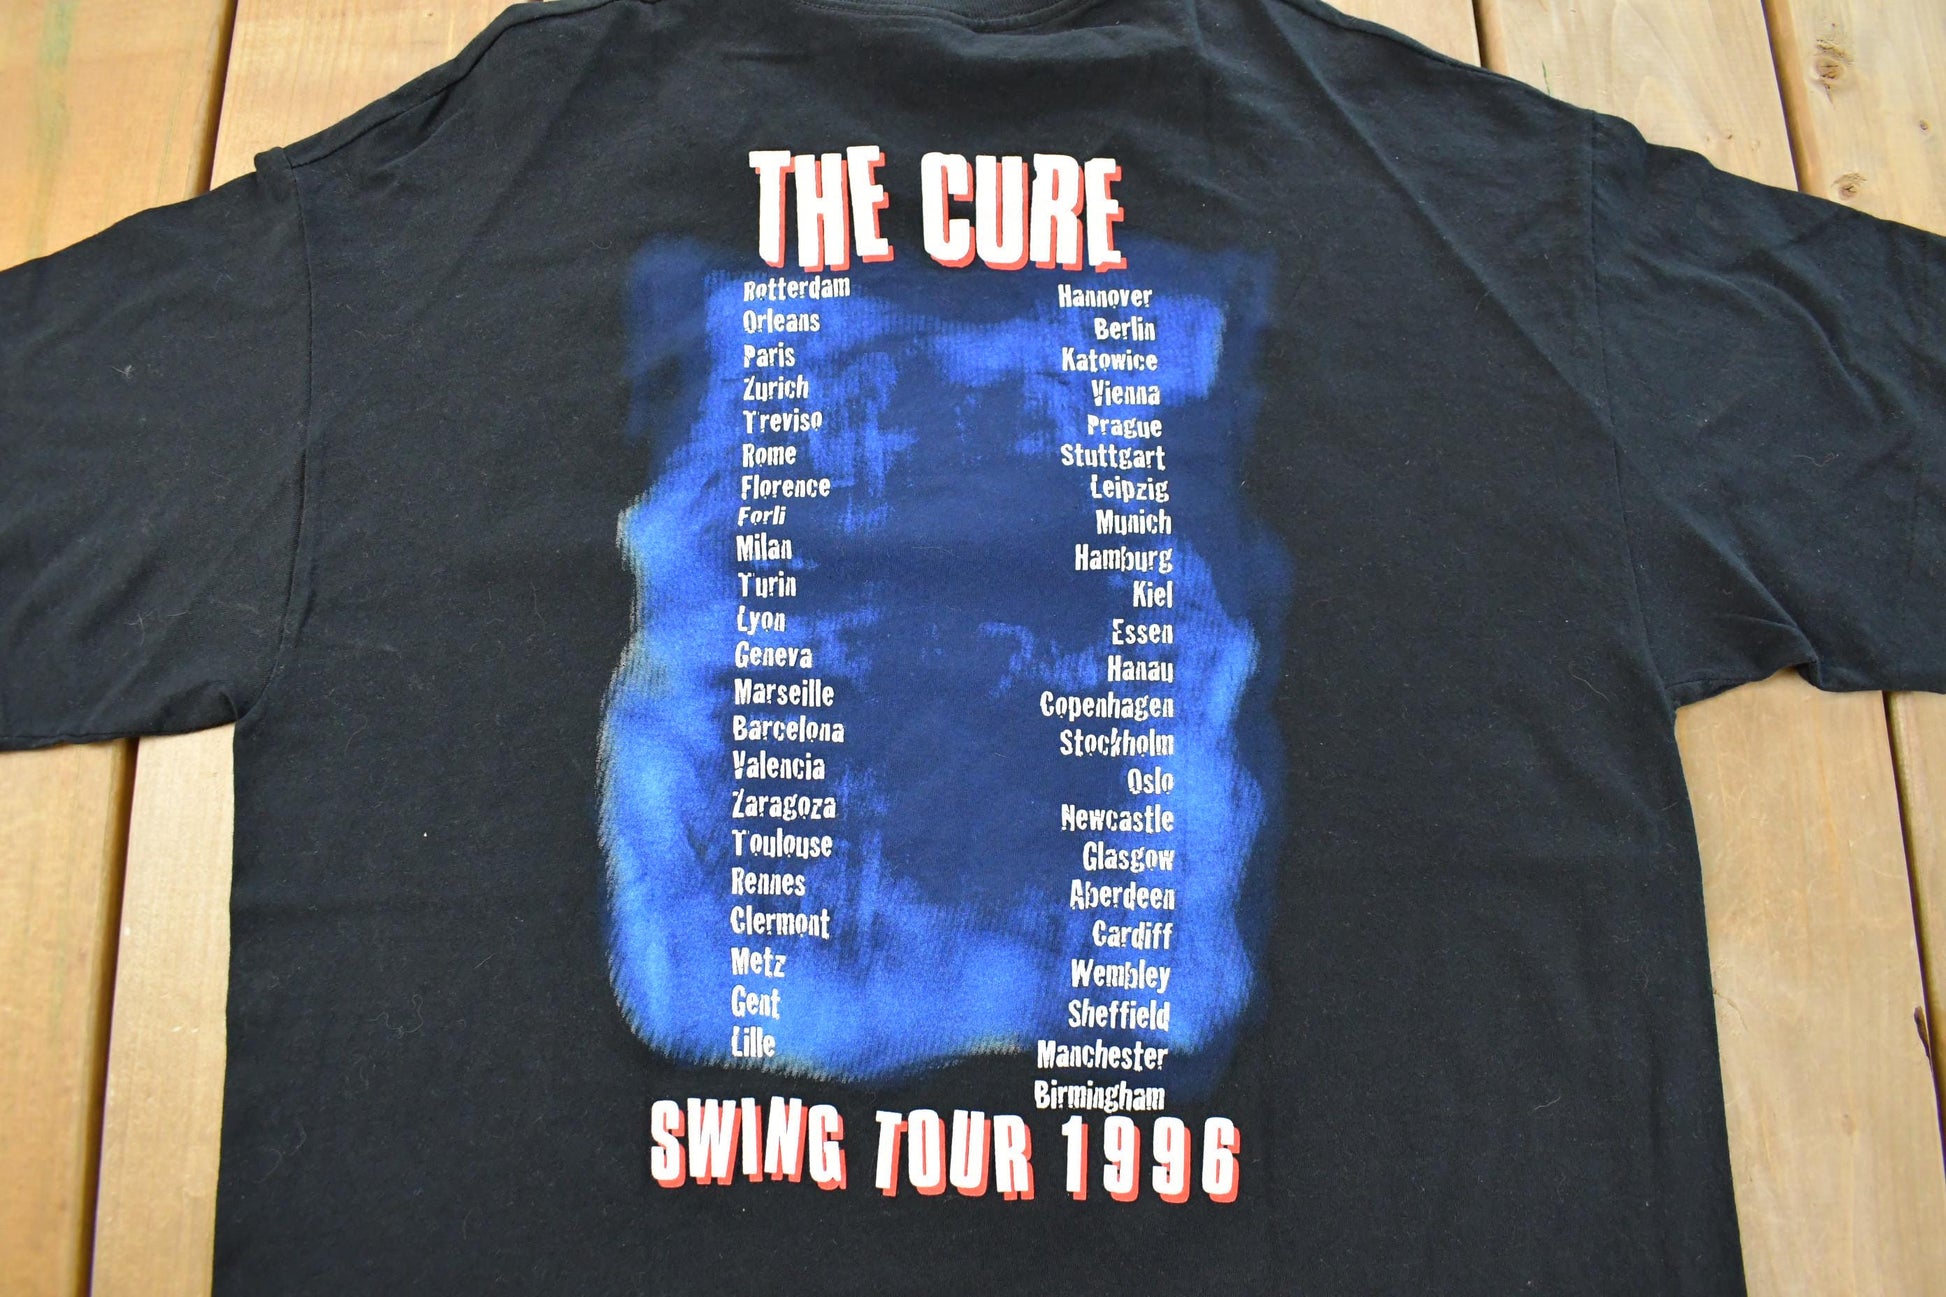 THE CURE
Rotterdam
Orleans
Paris
Zurich
Treviso
Rome
Florence
Forli
Milan
Turin
Lyon
Geneva
Marseille
Barcelona
Valencia
Zaragoza
Toulouse
Rennes
Clermont
Metz
Gent
Lille
Hannover
Berlin
Katowice
Vienna
Prague
Stuttgart
Leipzig
Munich
Hamburg
Kiel
Essen
Hanau
Copenhagen
Stockholm
Oslo
Newcastle
Glasgow
Aberdeen
Cardiff
Wembley
Sheffield
Manchester
Birmingham
SWING TOUR 1996